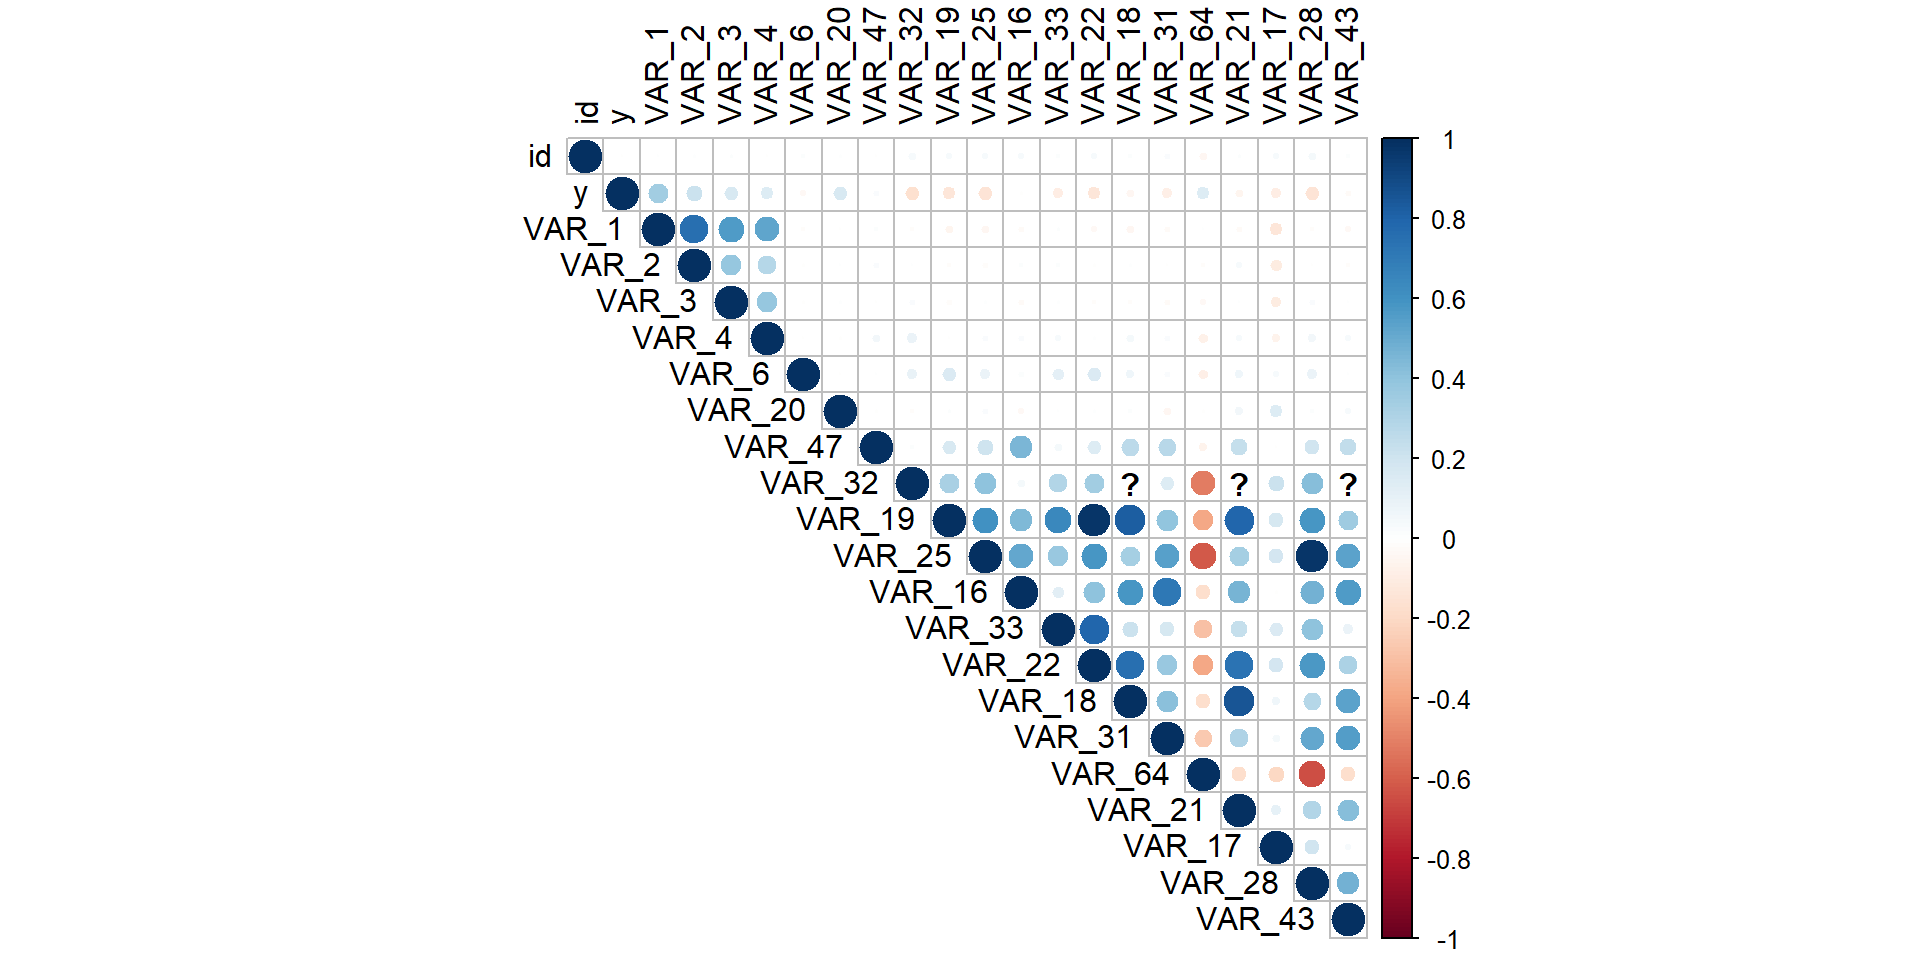 id
y
VAR_1
VAR_2
VAR_3
VAR_4
VAR_6
VAR_20
VAR_47
VAR_32
VAR_19
VAR_25
VAR_16
VAR_33
VAR_22
VAR_18
VAR_31
VAR_64
VAR_21
VAR_17
VAR_28
VAR_43
id
y
VAR_1
VAR_2
VAR_3
VAR_4
VAR_6
VAR_20
VAR_47
VAR_32 ? ? ?
VAR_19
VAR_25
VAR_16
VAR_33
VAR_22
VAR_18
VAR_31
VAR_64
VAR_21
VAR_17
VAR_28
VAR_43
1
0.8
0.6
0.4
0.2
0
-0.2
-0.4
-0.6
-0.8
-1